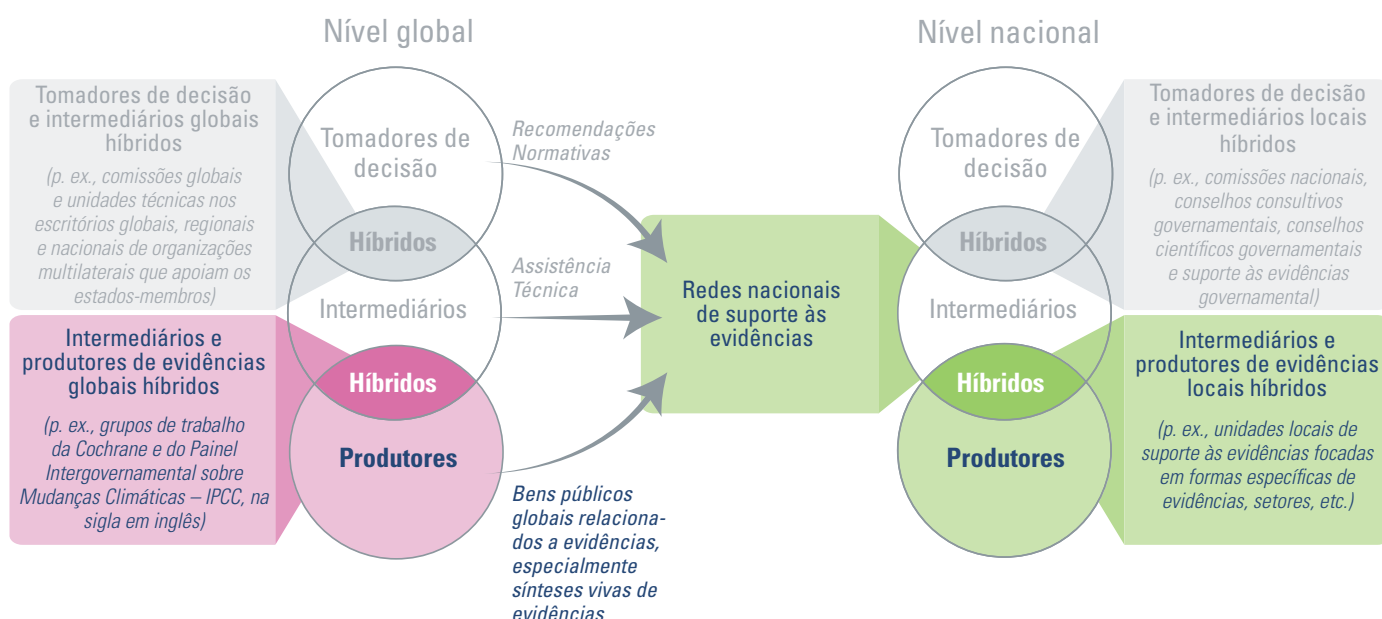 Nível global
Nível nacional
Tomadores de decisão
e intermediários globais
híbridos
(p. ex., comissões globais
e unidades técnicas nos
escritórios globais, regionais
e nacionais de organizações
multilaterais que apoiam os
estados-membros)
Intermediários e
produtores de evidências
globais híbridos
(p. ex., grupos de trabalho
da Cochrane e do Painel
Intergovernamental sobre
Mudanças Climáticas – IPCC, na
sigla em inglês)
Tomadores de
decisão
Híbridos
Intermediários
Híbridos
Produtores
Recomendações
Normativas
Assistência
Técnica
Bens públicos
globais relaciona-
dos a evidências,
especialmente
sínteses vivas de
evidências
Redes nacionais
de suporte às
evidências
Tomadores de
decisão
Híbridos
Intermediários
Híbridos
Produtores
Tomadores de decisão
e intermediários locais
híbridos
(p. ex., comissões nacionais,
conselhos consultivos
governamentais, conselhos
científicos governamentais
e suporte às evidências
governamental)
Intermediários e
produtores de evidências
locais híbridos
(p. ex., unidades locais de
suporte às evidências focadas
em formas específicas de
evidências, setores, etc.)